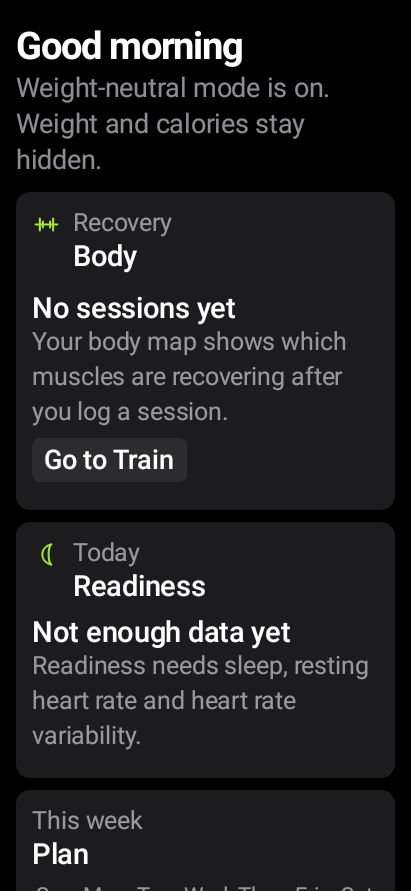 Good morning
Weight-neutral mode is on.
Weight and calories stay
hidden.
Recovery
Body
No sessions yet
Your body map shows which
muscles are recovering after
you log a session.
Go to Train
Today
Readiness
Not enough data yet
Readiness needs sleep, resting
heart rate and heart rate
variability.
This week
Plan